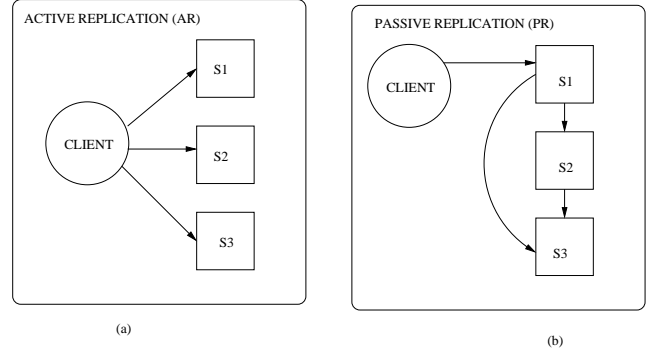 ACTIVE REPLICATION (AR)
S1
CLIENT
S2
S3
(a)
PASSIVE REPLICATION (PR)
CLIENT
S1
S2
S3
(b)